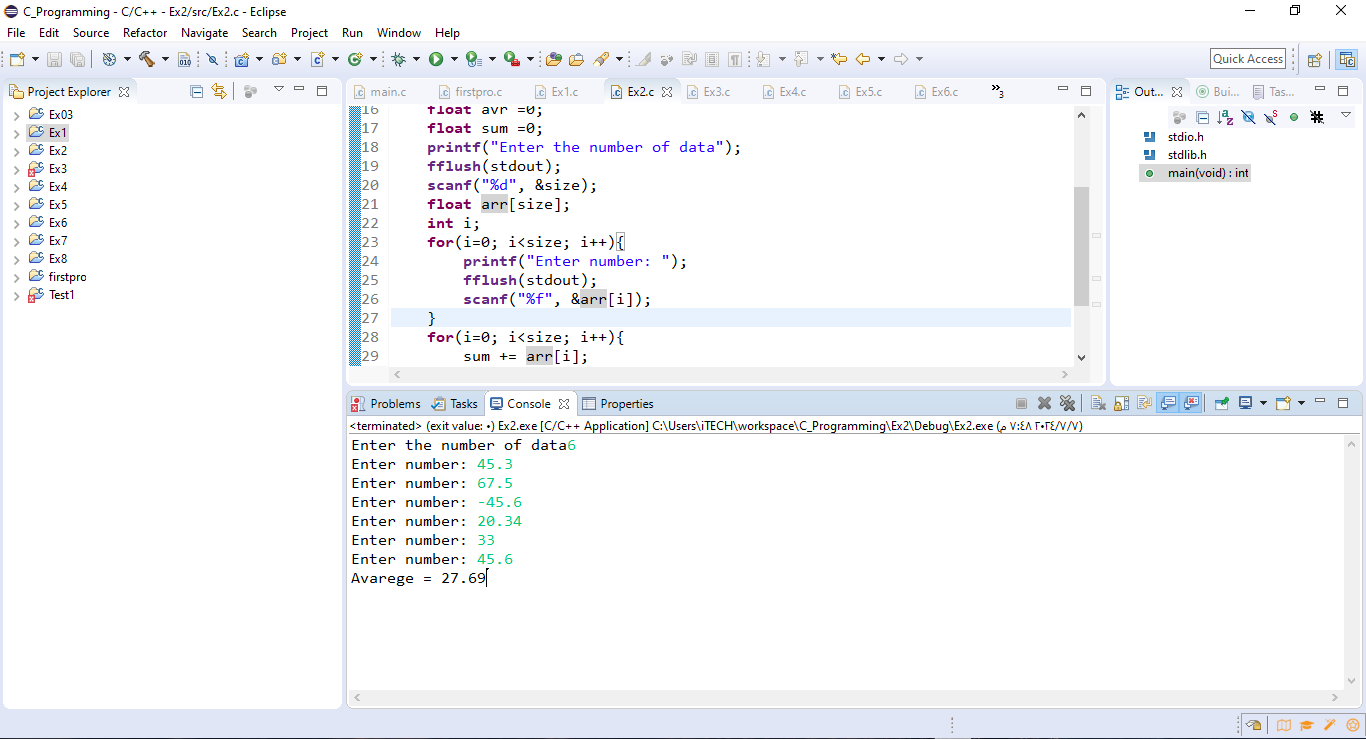 C_Programming - C/C++ - Ex2/src/Ex2.c - Eclipse
File Edit Source Refactor Navigate Search Project Run Window Help
Quick Access
Project Explorer
Ex03
Ex1
Ex2
Ex3
Ex4
Ex5
Ex6
Ex7
Ex8
firstpro
Test1
main.c firstpro.c Ex1.c Ex2.c Ex3.c Ex4.c Ex5.c Ex6.c »3
16 float avr =0;
17 float sum =0;
18 printf("Enter the number of data");
19 fflush(stdout);
20 scanf("%d", &size);
21 float arr[size];
22 int i;
23 for(i=0; i<size; i++){
24 printf("Enter number: ");
25 fflush(stdout);
26 scanf("%f", &arr[i]);
27 }
28 for(i=0; i<size; i++){
29 sum += arr[i];
Out... Bui... Tas...
stdio.h
stdlib.h
main(void) : int
Problems Tasks Console Properties
<terminated> (exit value: ٠) Ex2.exe [C/C++ Application] C:\Users\iTECH\workspace\C_Programming\Ex2\Debug\Ex2.exe (٢٠٢٤/٧/٧ ٧:٤٨ م)
Enter the number of data6
Enter number: 45.3
Enter number: 67.5
Enter number: -45.6
Enter number: 20.34
Enter number: 33
Enter number: 45.6
Avarege = 27.69